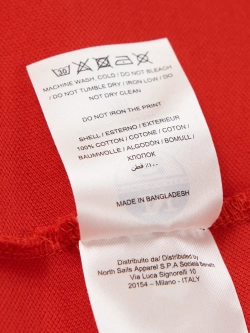 30
MACHINE WASH, COLD / DO NOT BLEACH
/ DO NOT TUMBLE DRY / IRON LOW / DO
NOT DRY CLEAN
DO NOT IRON THE PRINT
SHELL / ESTERNO / EXTERIEUR
100% COTTON / COTONE / COTON /
BAUMWOLLE / ALGODÓN / BOMULL /
ХЛОПОК
١٠٠٪ قطن
MADE IN BANGLADESH
Distribuito da/ Distributed by
North Sails Apparel S.P.A Società Benefit
Via Luca Signorelli 10
20154 – Milano - ITALY